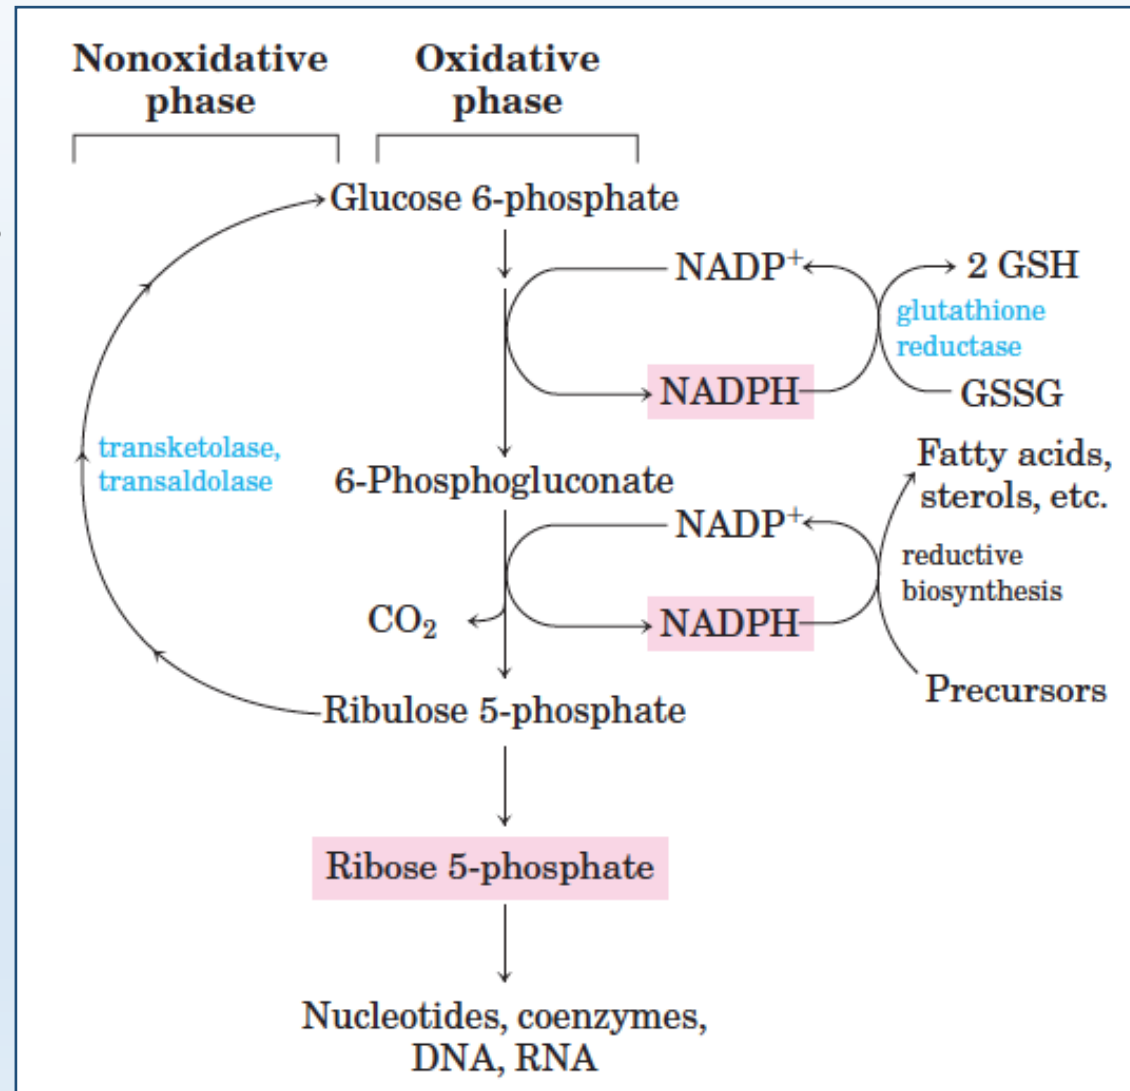 Nonoxidative
phase
Oxidative
phase
Glucose 6-phosphate
NADP⁺
2 GSH
glutathione
reductase
NADPH
GSSG
transketolase,
transaldolase
6-Phosphogluconate
Fatty acids,
sterols, etc.
NADP⁺
reductive
biosynthesis
CO₂
NADPH
Precursors
Ribulose 5-phosphate
Ribose 5-phosphate
Nucleotides, coenzymes,
DNA, RNA